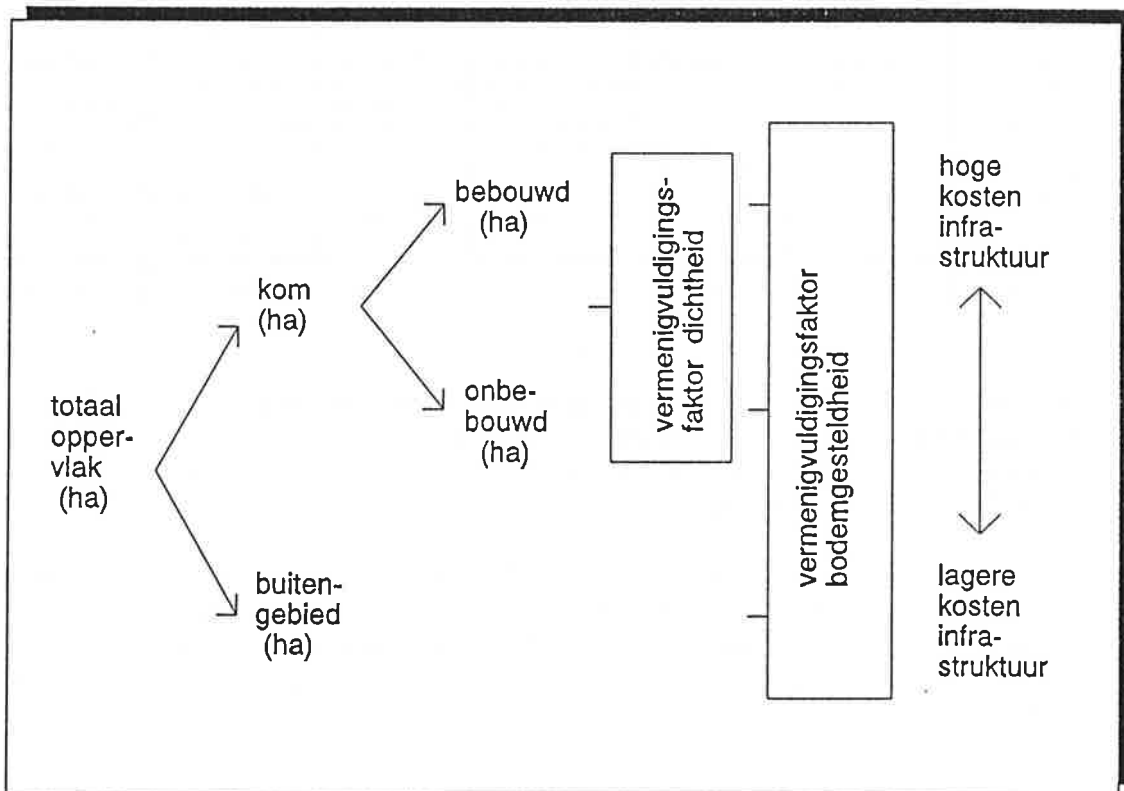 totaal
opper-
vlak
(ha)
kom
(ha)
buiten-
gebied
(ha)
bebouwd
(ha)
onbe-
bouwd
(ha)
vermenigvuldigings-
faktor dichtheid
vermenigvuldigingsfaktor
bodemgesteldheid
hoge
kosten
infra-
struktuur
lagere
kosten
infra-
struktuur